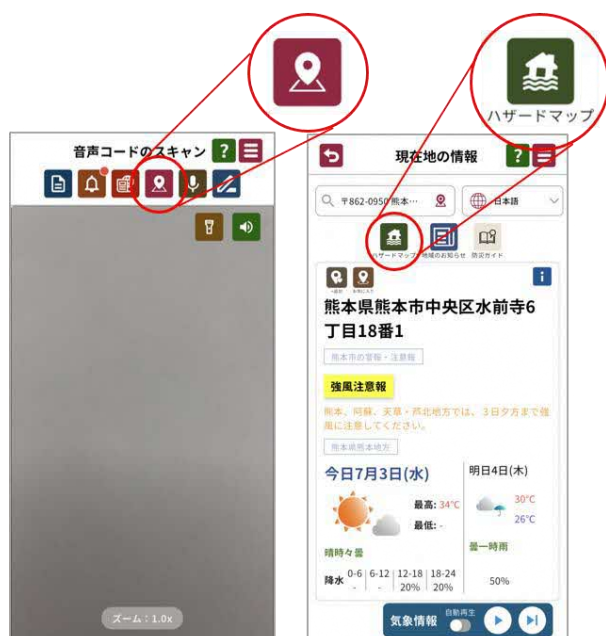 ハザードマップ
音声コードのスキャン ?
ズーム：1.0x
現在地の情報 ?
〒862-0950 熊本… 日本語
ハザードマップ 地域のお知らせ 防災ガイド
i
熊本県熊本市中央区水前寺6
丁目18番1
熊本市の警報・注意報
強風注意報
熊本、阿蘇、天草・芦北地方では、3日夕方まで強
風に注意してください。
熊本県熊本地方
今日7月3日(水)
最高: 34℃
最低: -
晴時々曇
降水 0-6 6-12 12-18 18-24
- - 20% 20%
明日4日(木)
30℃
26℃
曇一時雨
50%
気象情報 自動再生